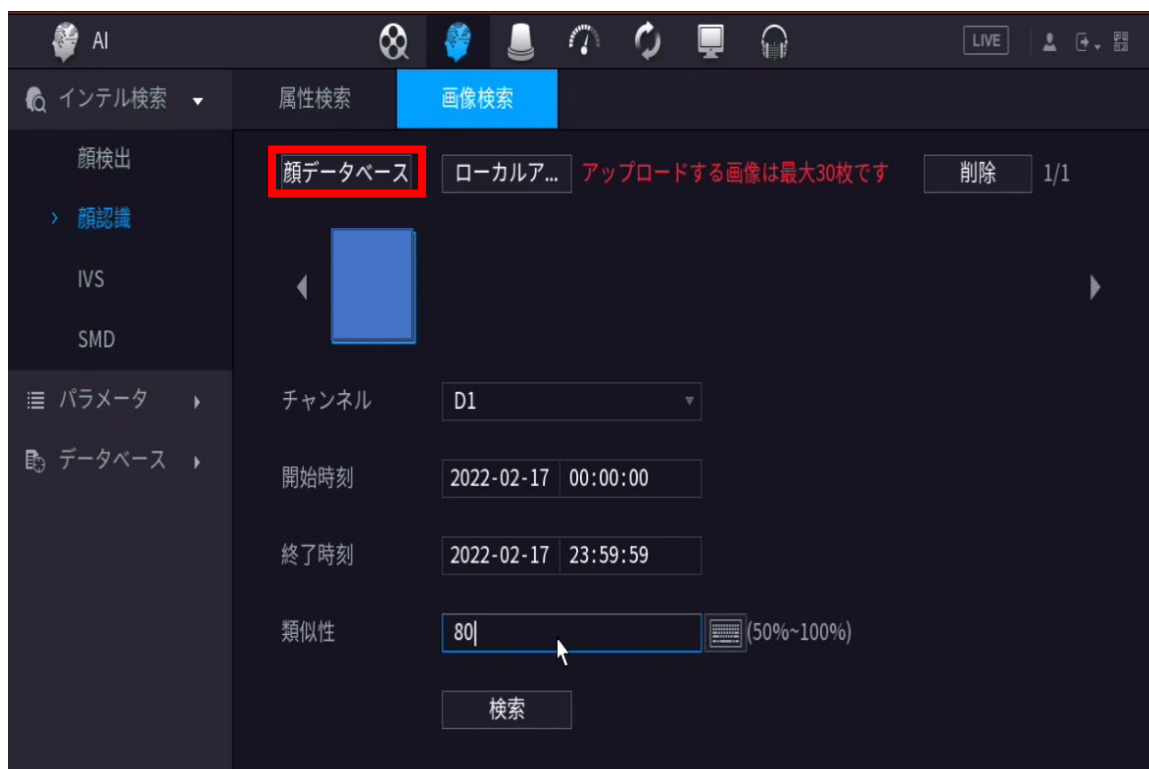 AI LIVE
インテル検索 属性検索 画像検索
顔検出
顔データベース ローカルア... アップロードする画像は最大30枚です 削除 1/1
> 顔認識
IVS
SMD
パラメータ チャンネル D1
データベース
開始時刻 2022-02-17 00:00:00
終了時刻 2022-02-17 23:59:59
類似性 80 (50%~100%)
検索